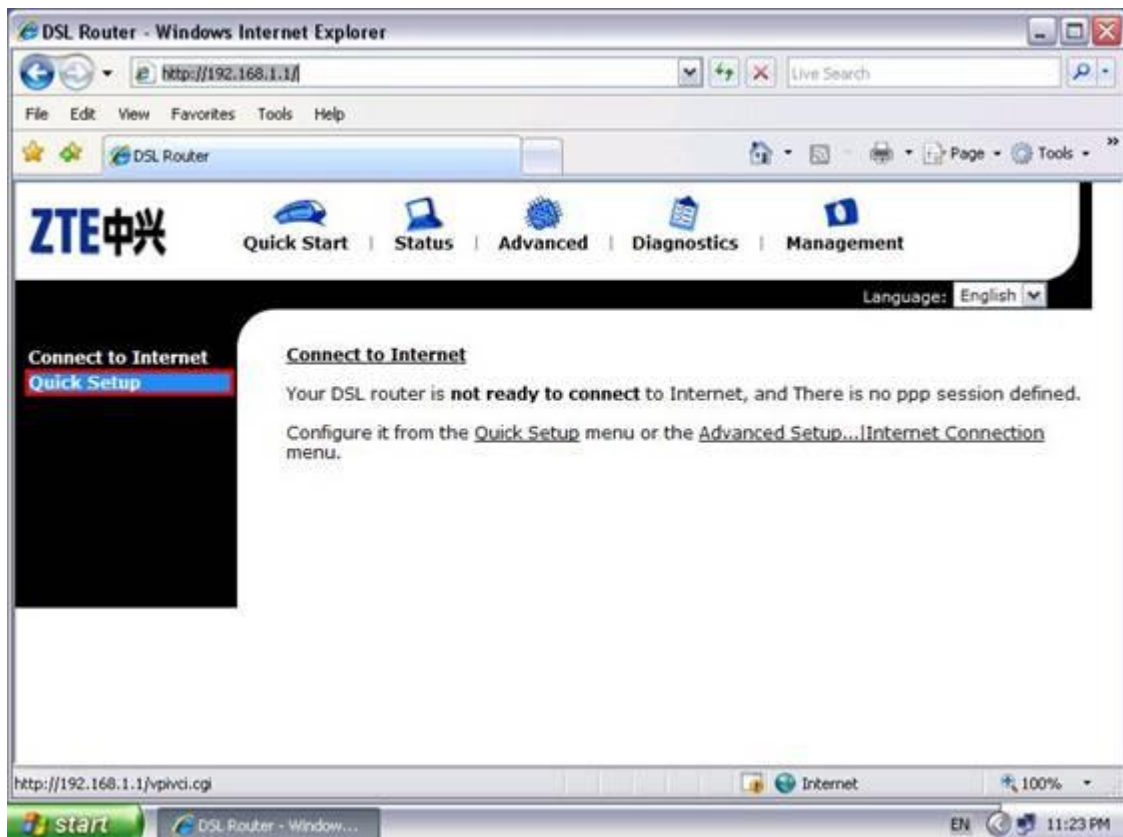 DSL Router - Windows Internet Explorer
http://192.168.1.1/
Live Search
File Edit View Favorites Tools Help
DSL Router
Page
Tools
ZTE中兴
Quick Start | Status | Advanced | Diagnostics | Management
Language: English
Connect to Internet
Quick Setup
Connect to Internet
Your DSL router is not ready to connect to Internet, and There is no ppp session defined.
Configure it from the Quick Setup menu or the Advanced Setup...|Internet Connection
menu.
http://192.168.1.1/vpivci.cgi
Internet
100%
start
DSL Router - Window...
EN
11:23 PM